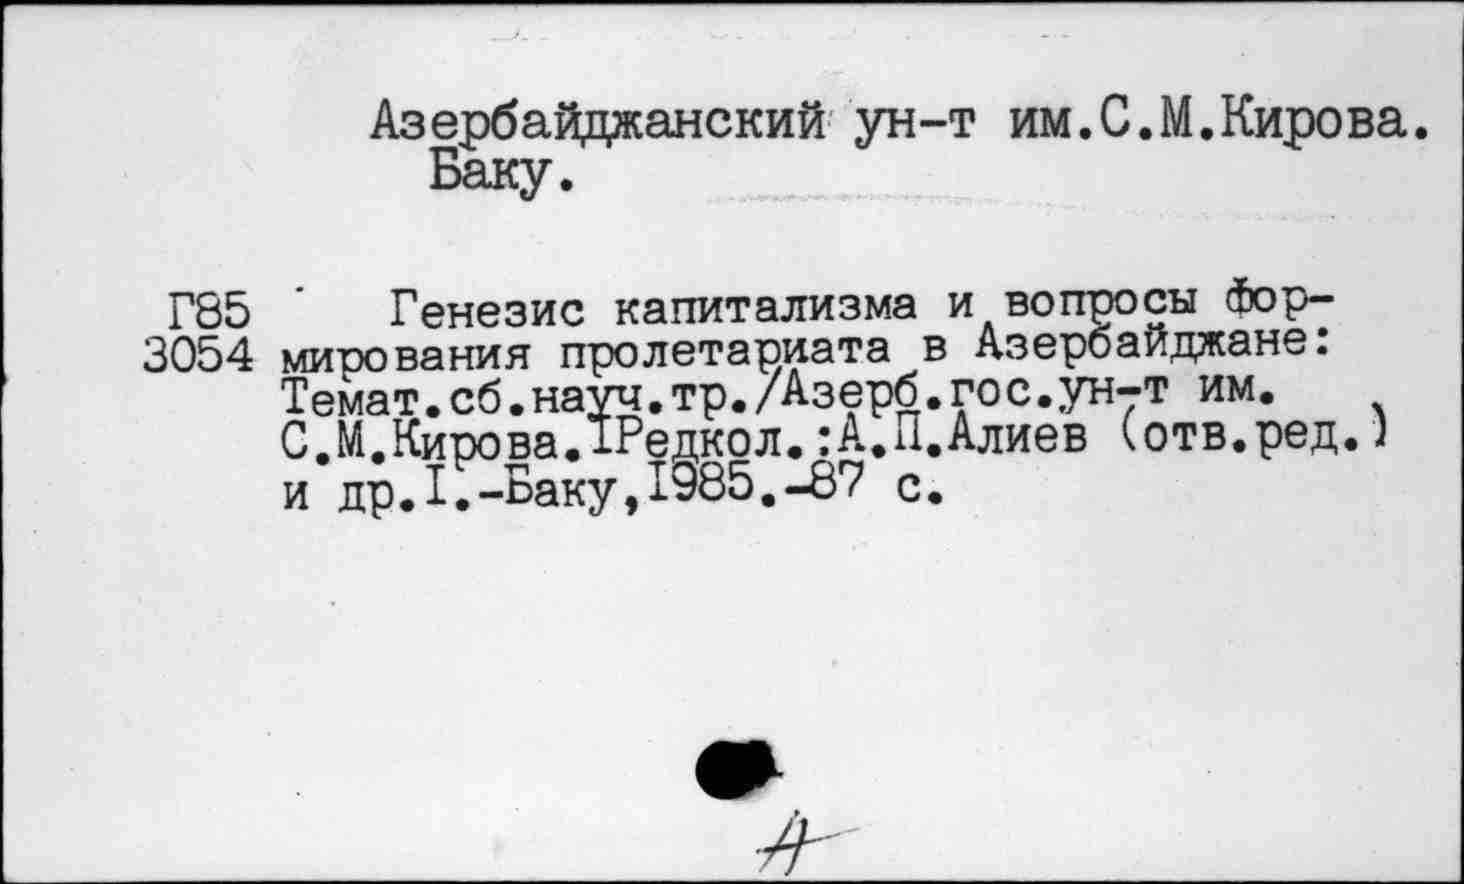 Азербайджанский ун-т им.С.М.Кирова.
Баку.
Г85 Генезис капитализма и вопросы фор-
3054 мирования пролетариата в Азербайджане:
Темат.сб.науч.тр./Азерб.гос.ун-т им.
С.М.Кирова.IРедкол.:А.П.Алиев (отв.ред.)
и др.I.-Баку,I985.-87 с.
А